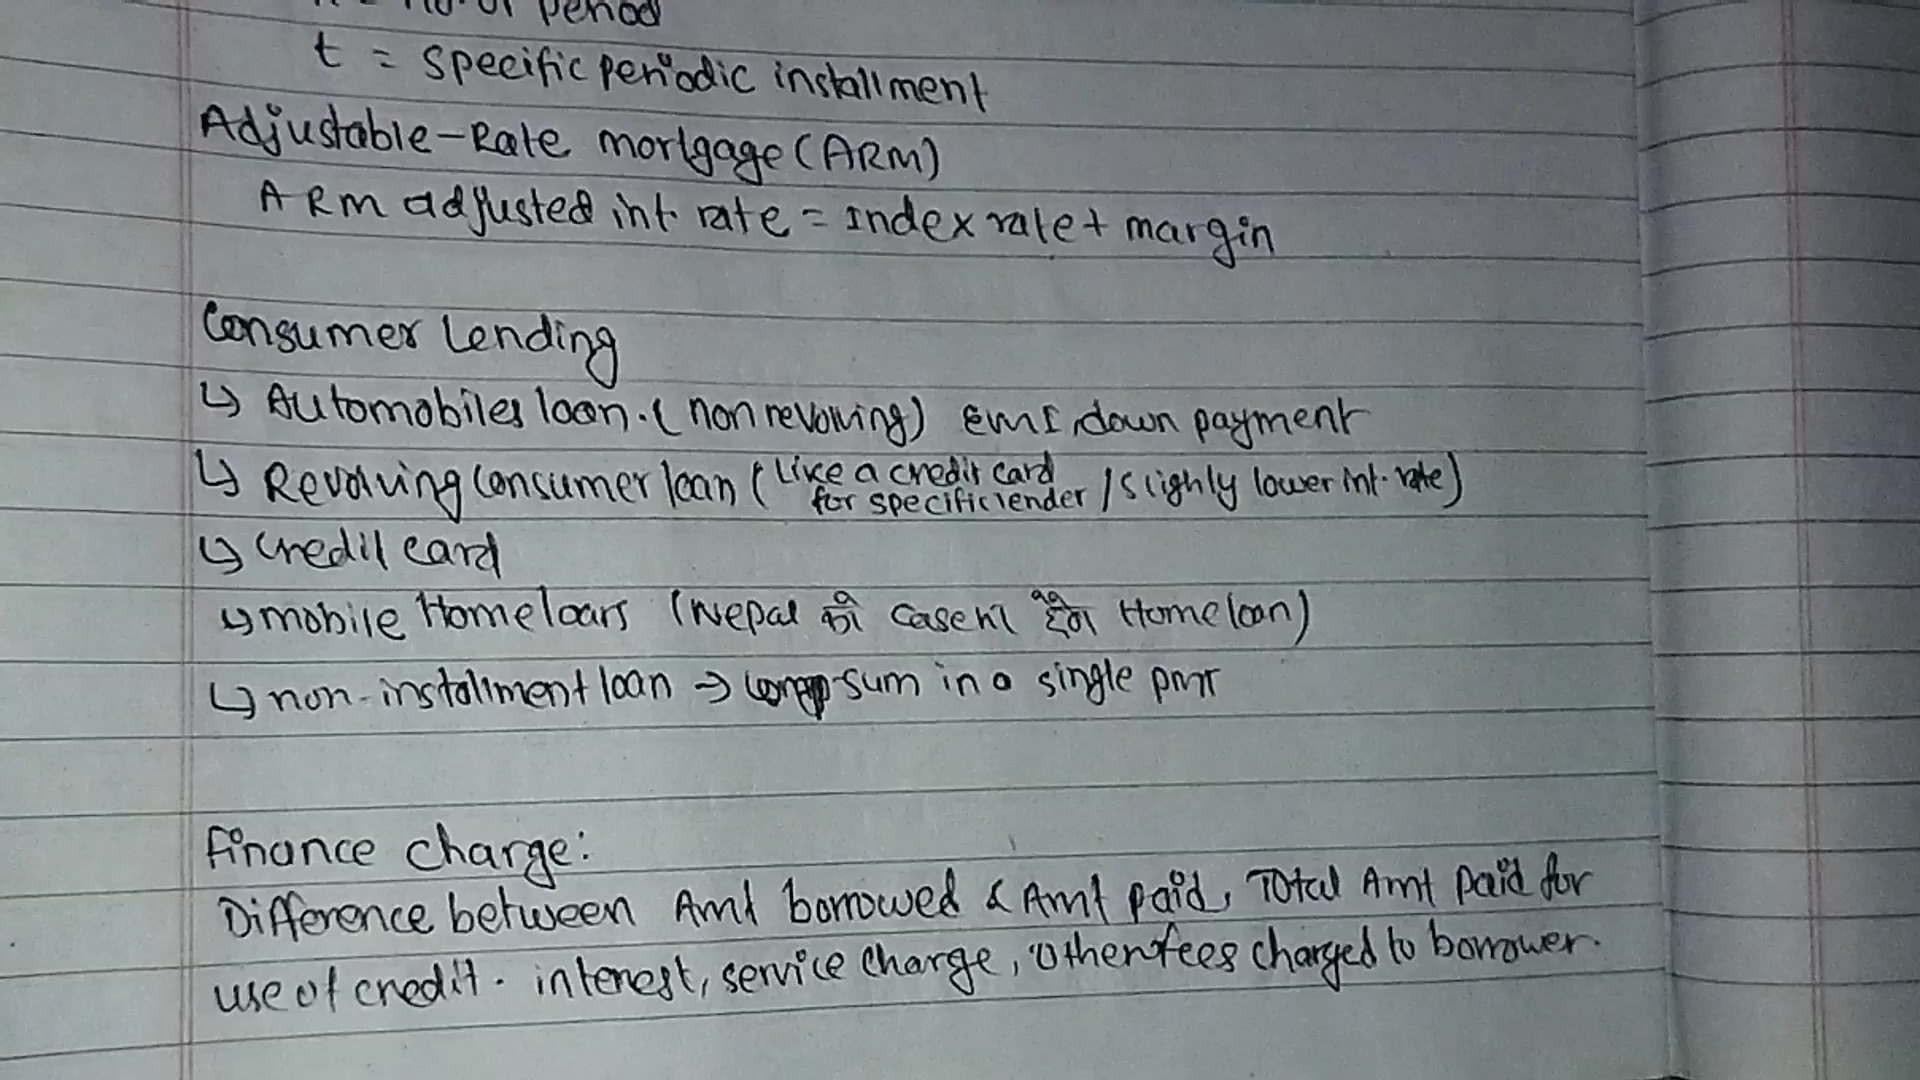 n = no. of period
t = specific periodic installment
Adjustable-Rate mortgage (ARM)
ARM adjusted int. rate = Index rate + margin
Consumer Lending
↳ Automobiles loan. (non revolving) EMI, down payment
↳ Revolving consumer loan (Like a credit card for specific lender / slighly lower int. rate)
↳ credit card
↳ mobile Home loans (Nepal को case मा Home loan)
↳ non-installment loan → sum in a single pmt
Finance charge:
Difference between Amt borrowed & Amt paid, Total Amt paid for
use of credit. interest, service charge, other fees charged to borrower.